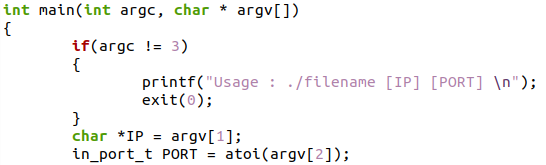 int main(int argc, char * argv[])
{
        if(argc != 3)
        {
                printf("Usage : ./filename [IP] [PORT] \n");
                exit(0);
        }
        char *IP = argv[1];
        in_port_t PORT = atoi(argv[2]);